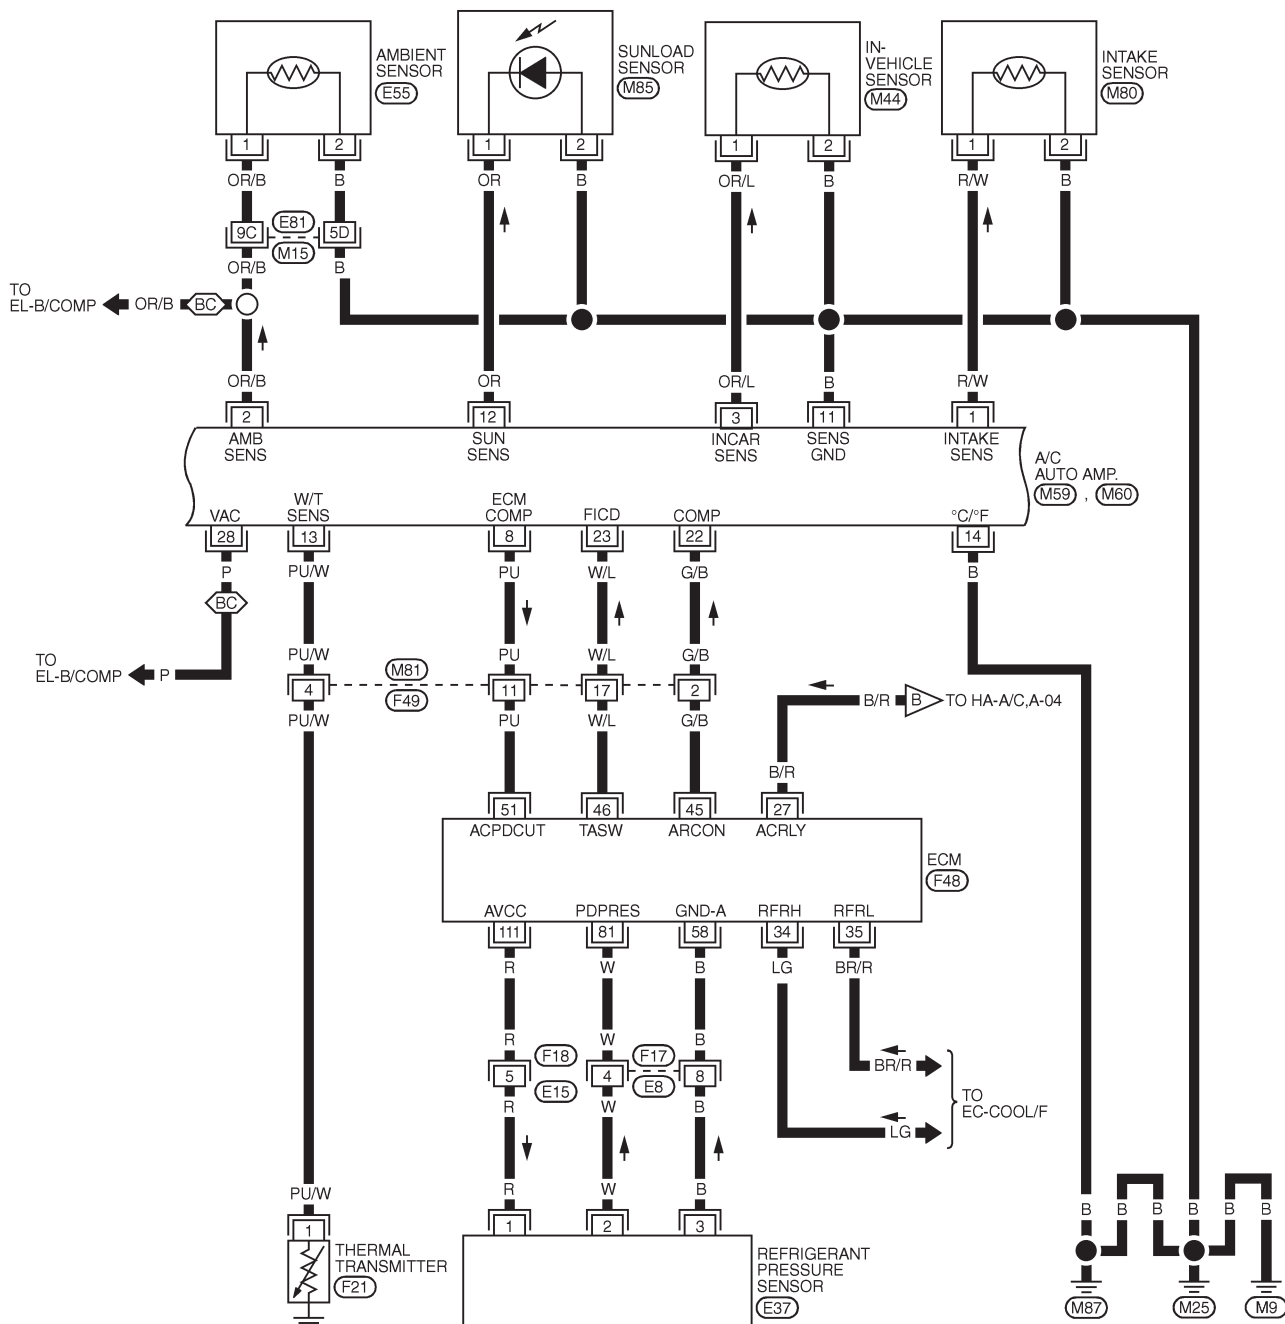 AMBIENT
SENSOR
E55
SUNLOAD
SENSOR
M85
IN-
VEHICLE
SENSOR
M44
INTAKE
SENSOR
M80
1 2 1 2 1 2 1 2
OR/B B OR B OR/L B R/W B
9C E81 5D
M15
OR/B B
TO
EL-B/COMP OR/B BC
OR/B OR OR/L B R/W
2 12 3 11 1
AMB
SENS
SUN
SENS
INCAR
SENS
SENS
GND
INTAKE
SENS
A/C
AUTO AMP.
M59 , M60
VAC
W/T
SENS
ECM
COMP
FICD
COMP
°C/°F
28 13 8 23 22 14
P PU/W PU W/L G/B B
BC
TO
EL-B/COMP P
PU/W PU W/L G/B
M81
4 11 17 2
F49
PU/W PU W/L G/B
B/R B TO HA-A/C,A-04
B/R
51 46 45 27
ACPDCUT TASW ARCON ACRLY
ECM
F48
AVCC PDPRES GND-A RFRH RFRL
111 81 58 34 35
R W B LG BR/R
R W B
F18 F17
5 4 8
E15 E8
R W B
BR/R
TO
EC-COOL/F
LG
PU/W R W B
1 1 2 3
THERMAL
TRANSMITTER
F21
REFRIGERANT
PRESSURE
SENSOR
E37
B B B B B B
M87 M25 M9